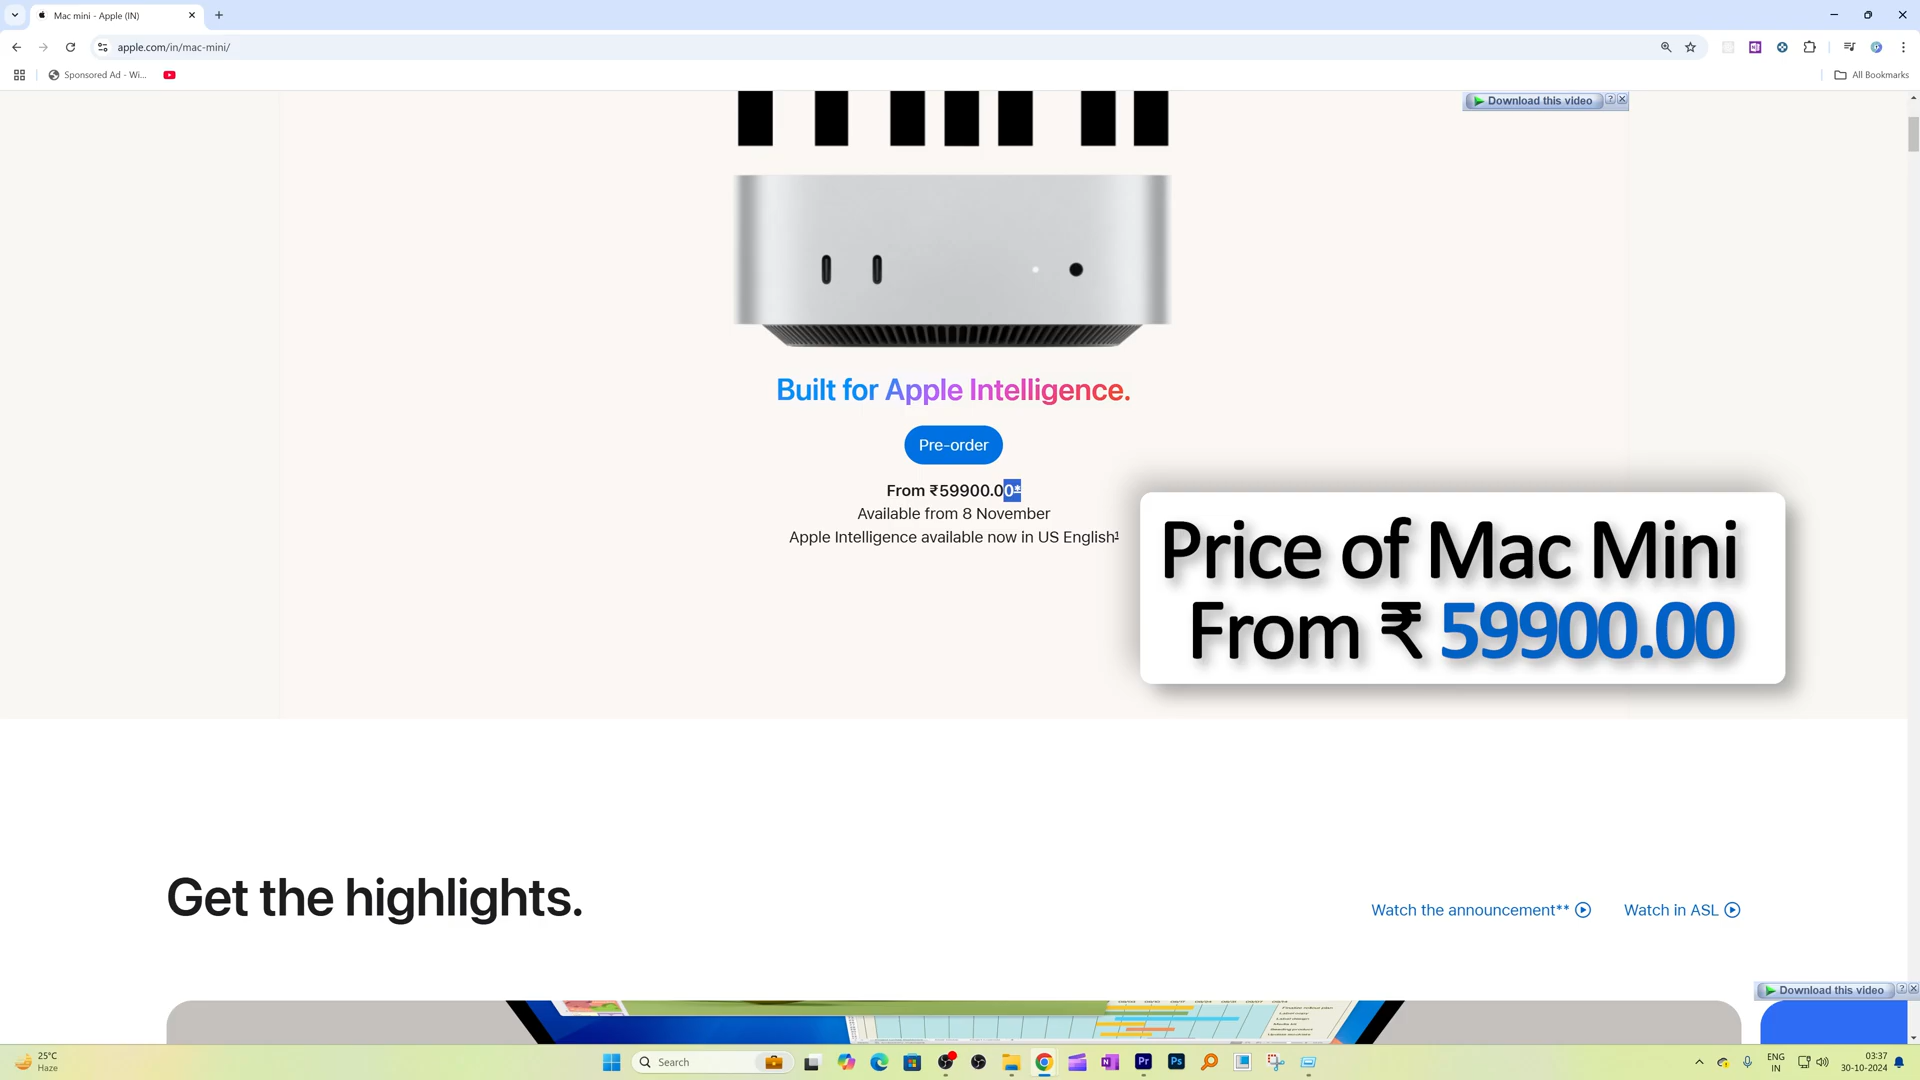 Mac mini - Apple (IN)
apple.com/in/mac-mini/
Sponsored Ad - Wi...
All Bookmarks
Download this video
Built for Apple Intelligence.
Pre-order
From ₹59900.00*
Available from 8 November
Apple Intelligence available now in US English¹
Price of Mac Mini
From ₹ 59900.00
Get the highlights.
Watch the announcement**
Watch in ASL
Download this video
25°C
Haze
Search
ENG
IN
03:37
30-10-2024